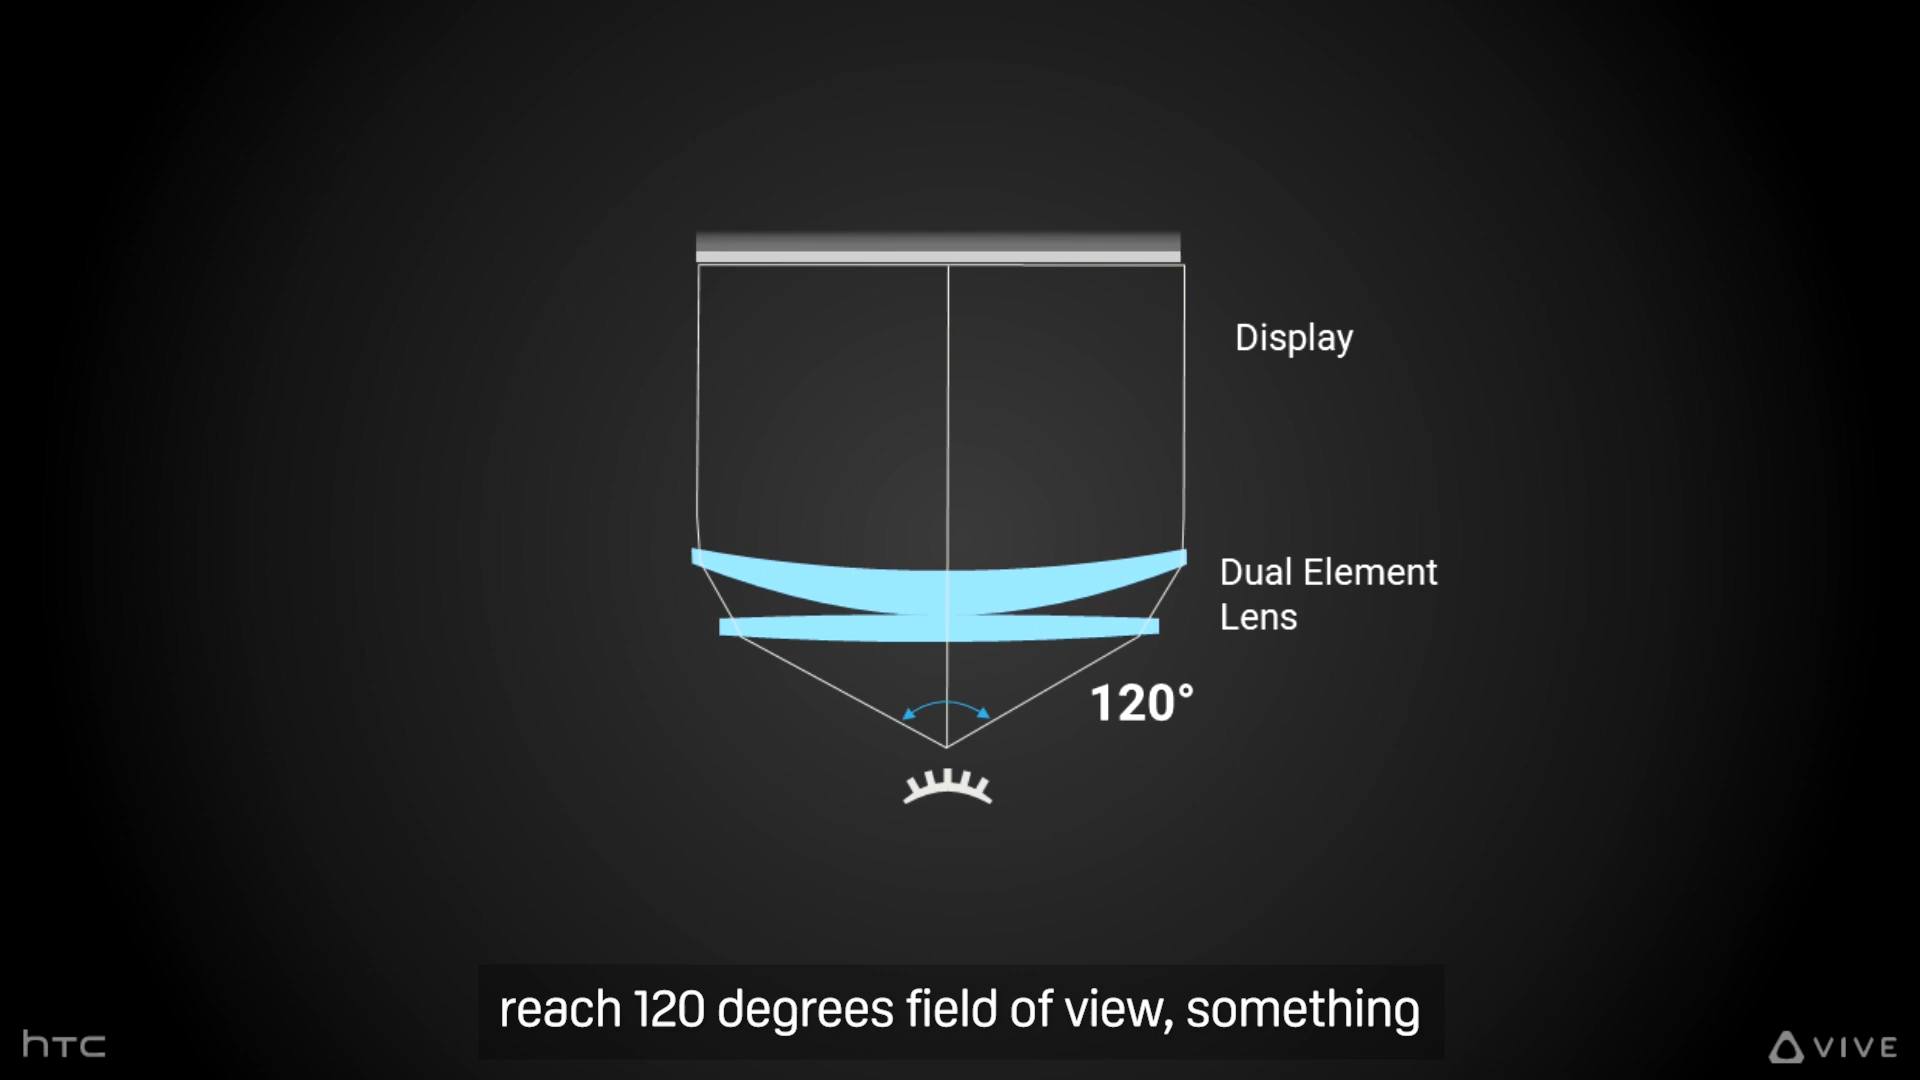 Display
Dual Element
Lens
120°
reach 120 degrees field of view, something
hTC
VIVE